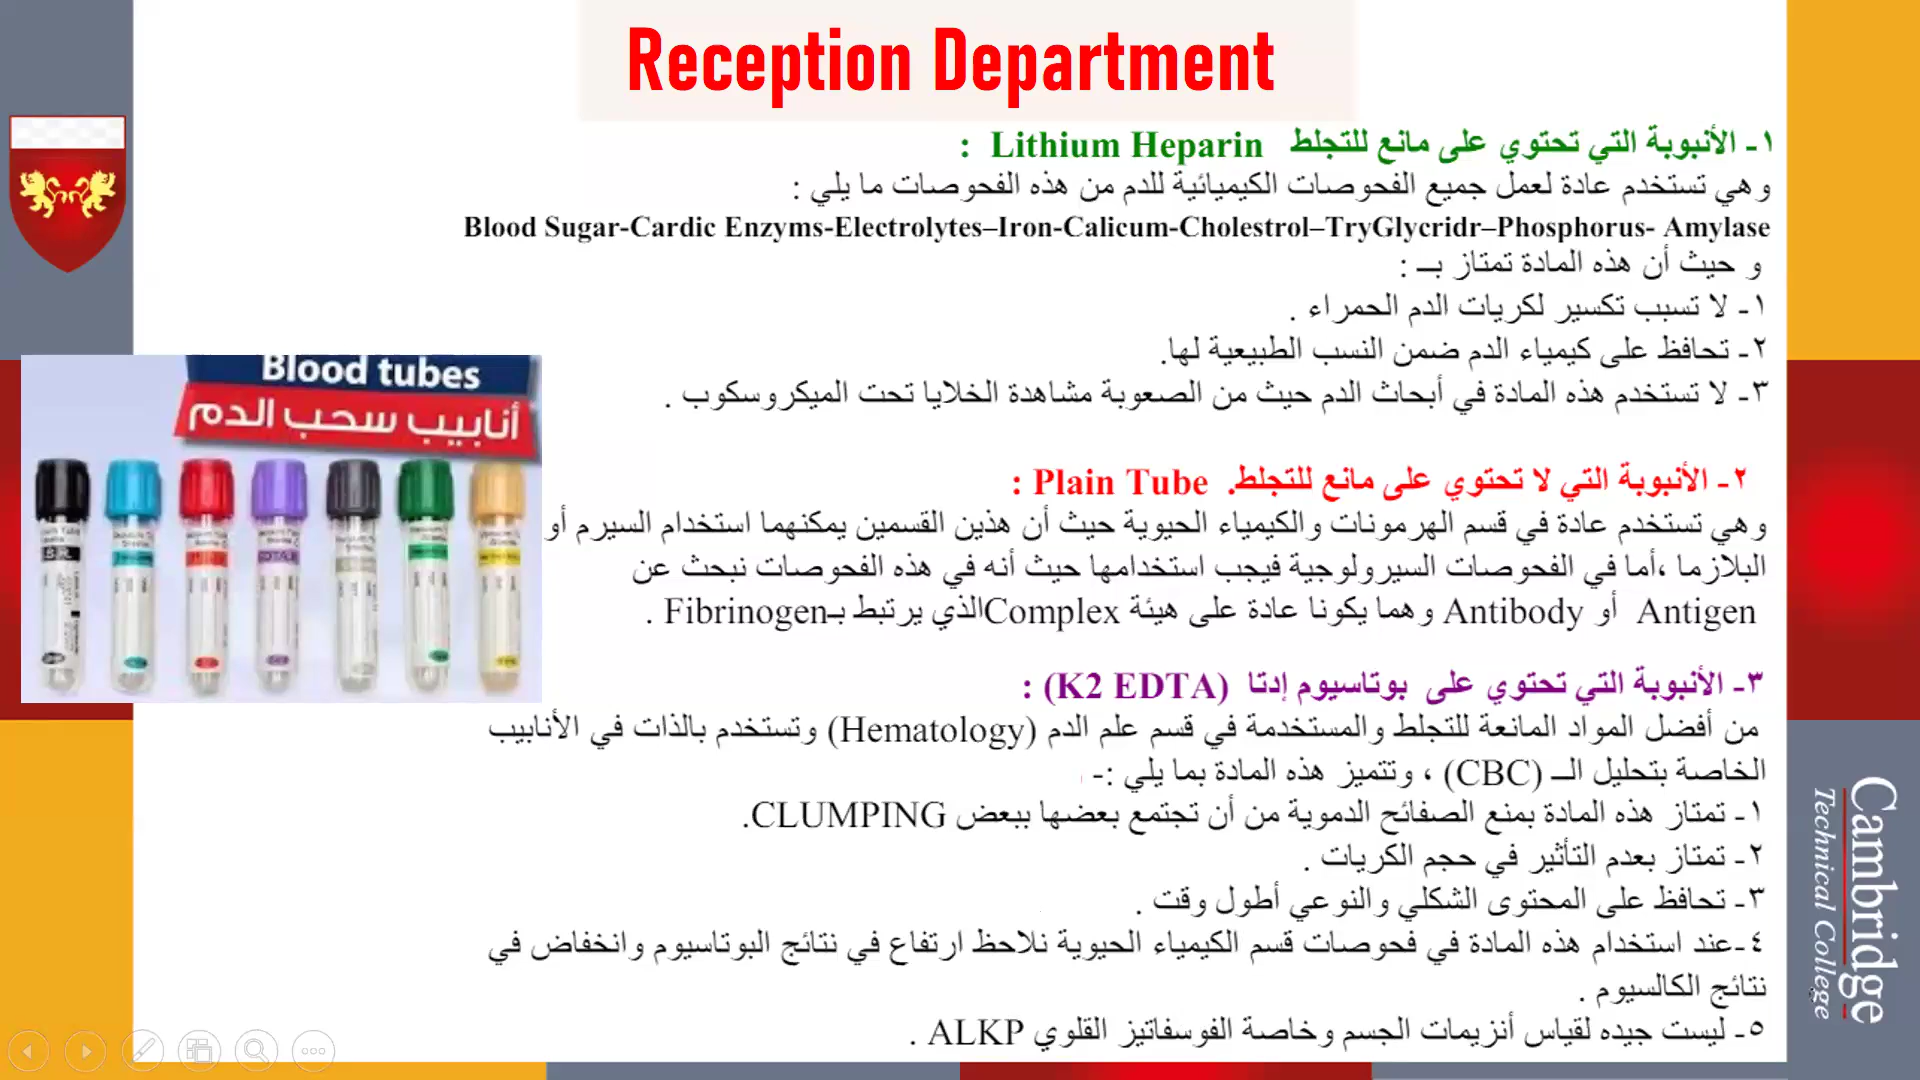 Reception Department
١- الأنبوبة التي تحتوي على مانع للتجلط Lithium Heparin :
وهي تستخدم عادة لعمل جميع الفحوصات الكيميائية للدم من هذه الفحوصات ما يلي :
Blood Sugar-Cardic Enzyms-Electrolytes–Iron-Calicum-Cholestrol–TryGlycridr–Phosphorus- Amylase
و حيث أن هذه المادة تمتاز بــ :
١- لا تسبب تكسير لكريات الدم الحمراء .
٢- تحافظ على كيمياء الدم ضمن النسب الطبيعية لها.
٣- لا تستخدم هذه المادة في أبحاث الدم حيث من الصعوبة مشاهدة الخلايا تحت الميكروسكوب .
Blood tubes
أنابيب سحب الدم
٢- الأنبوبة التي لا تحتوي على مانع للتجلط. Plain Tube :
وهي تستخدم عادة في قسم الهرمونات والكيمياء الحيوية حيث أن هذين القسمين يمكنهما استخدام السيرم أو
البلازما ،أما في الفحوصات السيرولوجية فيجب استخدامها حيث أنه في هذه الفحوصات نبحث عن
Antigen أو Antibody وهما يكونا عادة على هيئة Complexالذي يرتبط بـFibrinogen .
٣- الأنبوبة التي تحتوي على بوتاسيوم إدتا (K2 EDTA) :
من أفضل المواد المانعة للتجلط والمستخدمة في قسم علم الدم (Hematology) وتستخدم بالذات في الأنابيب
الخاصة بتحليل الــ (CBC) ، وتتميز هذه المادة بما يلي :-
١- تمتاز هذه المادة بمنع الصفائح الدموية من أن تجتمع بعضها ببعض CLUMPING.
٢- تمتاز بعدم التأثير في حجم الكريات .
٣- تحافظ على المحتوى الشكلي والنوعي أطول وقت .
٤-عند استخدام هذه المادة في فحوصات قسم الكيمياء الحيوية نلاحظ ارتفاع في نتائج البوتاسيوم وانخفاض في
نتائج الكالسيوم .
٥- ليست جيده لقياس أنزيمات الجسم وخاصة الفوسفاتيز القلوي ALKP .
Cambridge
Technical College